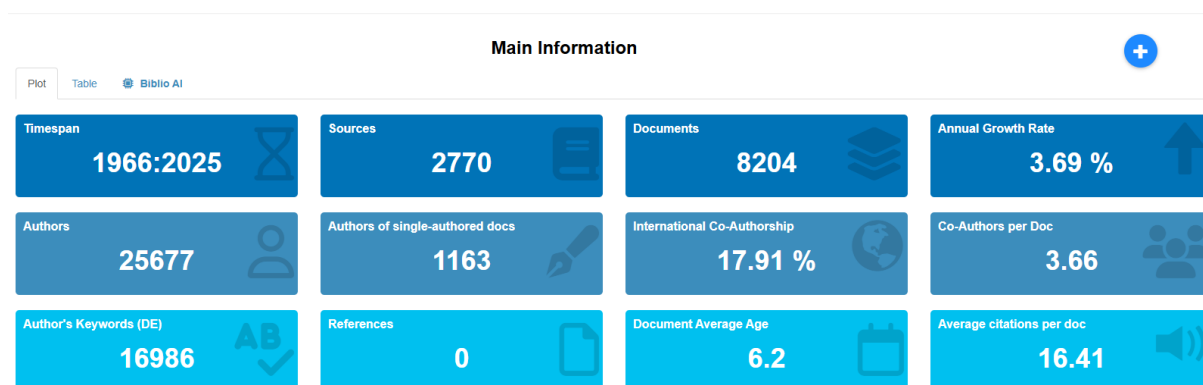 Main Information
Plot Table Biblio AI
Timespan
1966:2025
Sources
2770
Documents
8204
Annual Growth Rate
3.69 %
Authors
25677
Authors of single-authored docs
1163
International Co-Authorship
17.91 %
Co-Authors per Doc
3.66
Author's Keywords (DE)
16986
AB
References
0
Document Average Age
6.2
Average citations per doc
16.41